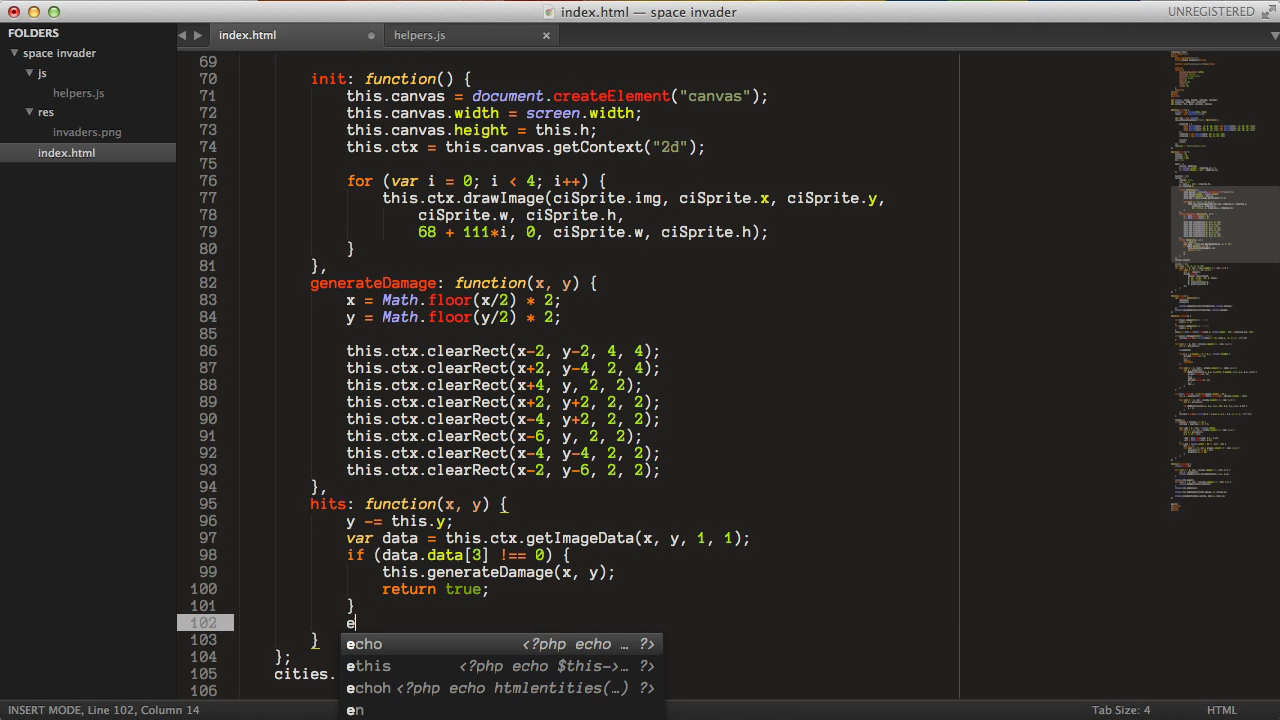 index.html — space invader
UNREGISTERED
FOLDERS
space invader
js
helpers.js
res
invaders.png
index.html
index.html
helpers.js
69
70 init: function() {
71 this.canvas = document.createElement("canvas");
72 this.canvas.width = screen.width;
73 this.canvas.height = this.h;
74 this.ctx = this.canvas.getContext("2d");
75
76 for (var i = 0; i < 4; i++) {
77 this.ctx.drawImage(ciSprite.img, ciSprite.x, ciSprite.y,
78 ciSprite.w, ciSprite.h,
79 68 + 111*i, 0, ciSprite.w, ciSprite.h);
80 }
81 },
82 generateDamage: function(x, y) {
83 x = Math.floor(x/2) * 2;
84 y = Math.floor(y/2) * 2;
85
86 this.ctx.clearRect(x-2, y-2, 4, 4);
87 this.ctx.clearRect(x+2, y-4, 2, 4);
88 this.ctx.clearRect(x+4, y, 2, 2);
89 this.ctx.clearRect(x+2, y+2, 2, 2);
90 this.ctx.clearRect(x-4, y+2, 2, 2);
91 this.ctx.clearRect(x-6, y, 2, 2);
92 this.ctx.clearRect(x-4, y-4, 2, 2);
93 this.ctx.clearRect(x-2, y-6, 2, 2);
94 },
95 hits: function(x, y) {
96 y -= this.y;
97 var data = this.ctx.getImageData(x, y, 1, 1);
98 if (data.data[3] !== 0) {
99 this.generateDamage(x, y);
100 return true;
101 }
102 e
103 }
104 };
105 cities.
106
echo <?php echo … ?>
ethis <?php echo $this->… ?>
echoh <?php echo htmlentities(…) ?>
en
INSERT MODE, Line 102, Column 14
Tab Size: 4
HTML